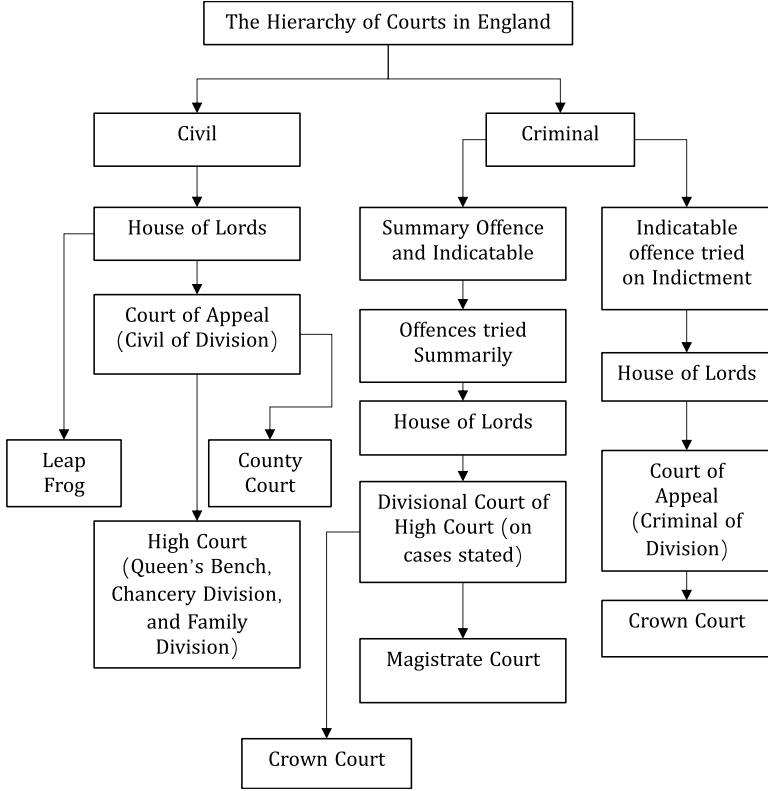 The Hierarchy of Courts in England
Civil
Criminal
House of Lords
Summary Offence
and Indicatable
Indicatable
offence tried
on Indictment
Court of Appeal
(Civil of Division)
Offences tried
Summarily
House of Lords
House of Lords
Leap
Frog
County
Court
Court of
Appeal
(Criminal of
Division)
Divisional Court of
High Court (on
cases stated)
High Court
(Queen's Bench,
Chancery Division,
and Family
Division)
Crown Court
Magistrate Court
Crown Court